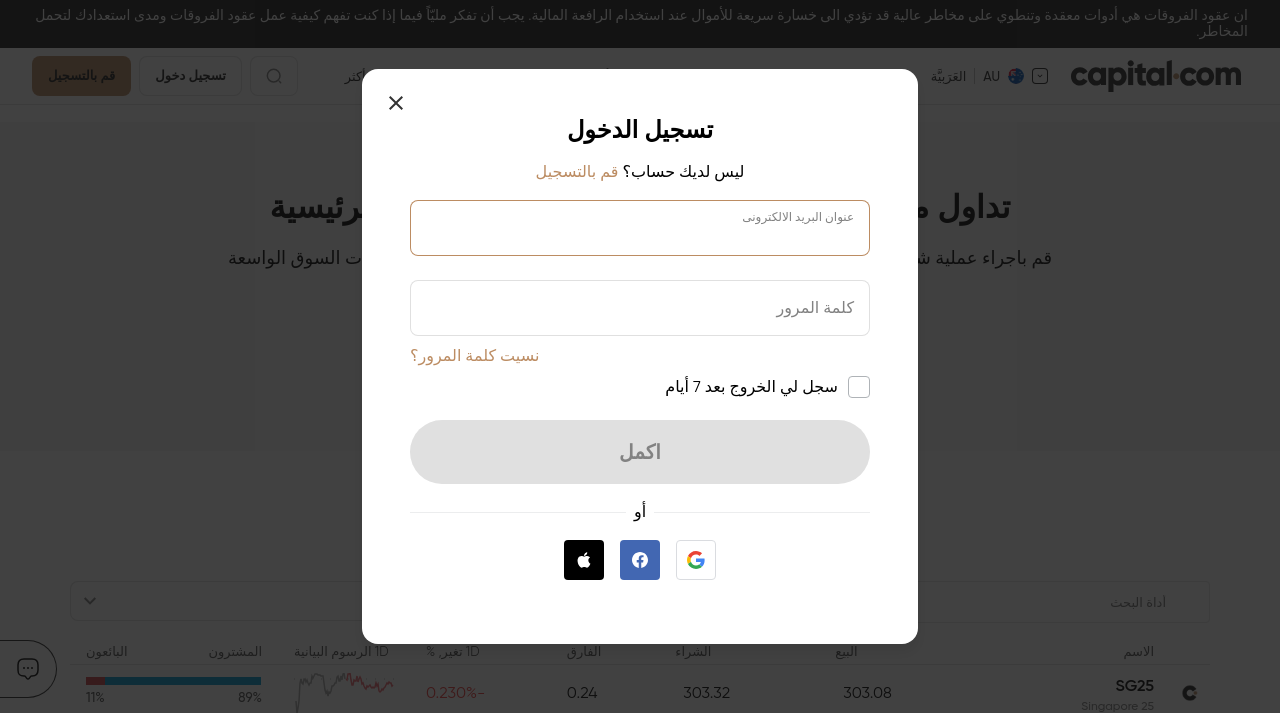 ان عقود الفروقات هي أدوات معقدة وتنطوي على مخاطر عالية قد تؤدي الى خسارة سريعة للأموال عند استخدام الرافعة المالية. يجب أن تفكر مليّاً فيما إذا كنت تفهم كيفية عمل عقود الفروقات ومدى استعدادك لتحمل
المخاطر.
capital.com
AU
العَرَبيَّة
أكثر
تسجيل دخول
قم بالتسجيل
تسجيل الدخول
ليس لديك حساب؟ قم بالتسجيل
تداول
رئيسية
عنوان البريد الالكترونى
قم باجراء عملية
ات السوق الواسعة
كلمة المرور
نسيت كلمة المرور؟
سجل لي الخروج بعد 7 أيام
اكمل
أو
أداة البحث
الاسم
البيع
الشراء
الفارق
1D تغير, %
1D الرسوم البيانية
المشترون
البائعون
SG25
Singapore 25
303.08
303.32
0.24
-0.230%
89%
11%